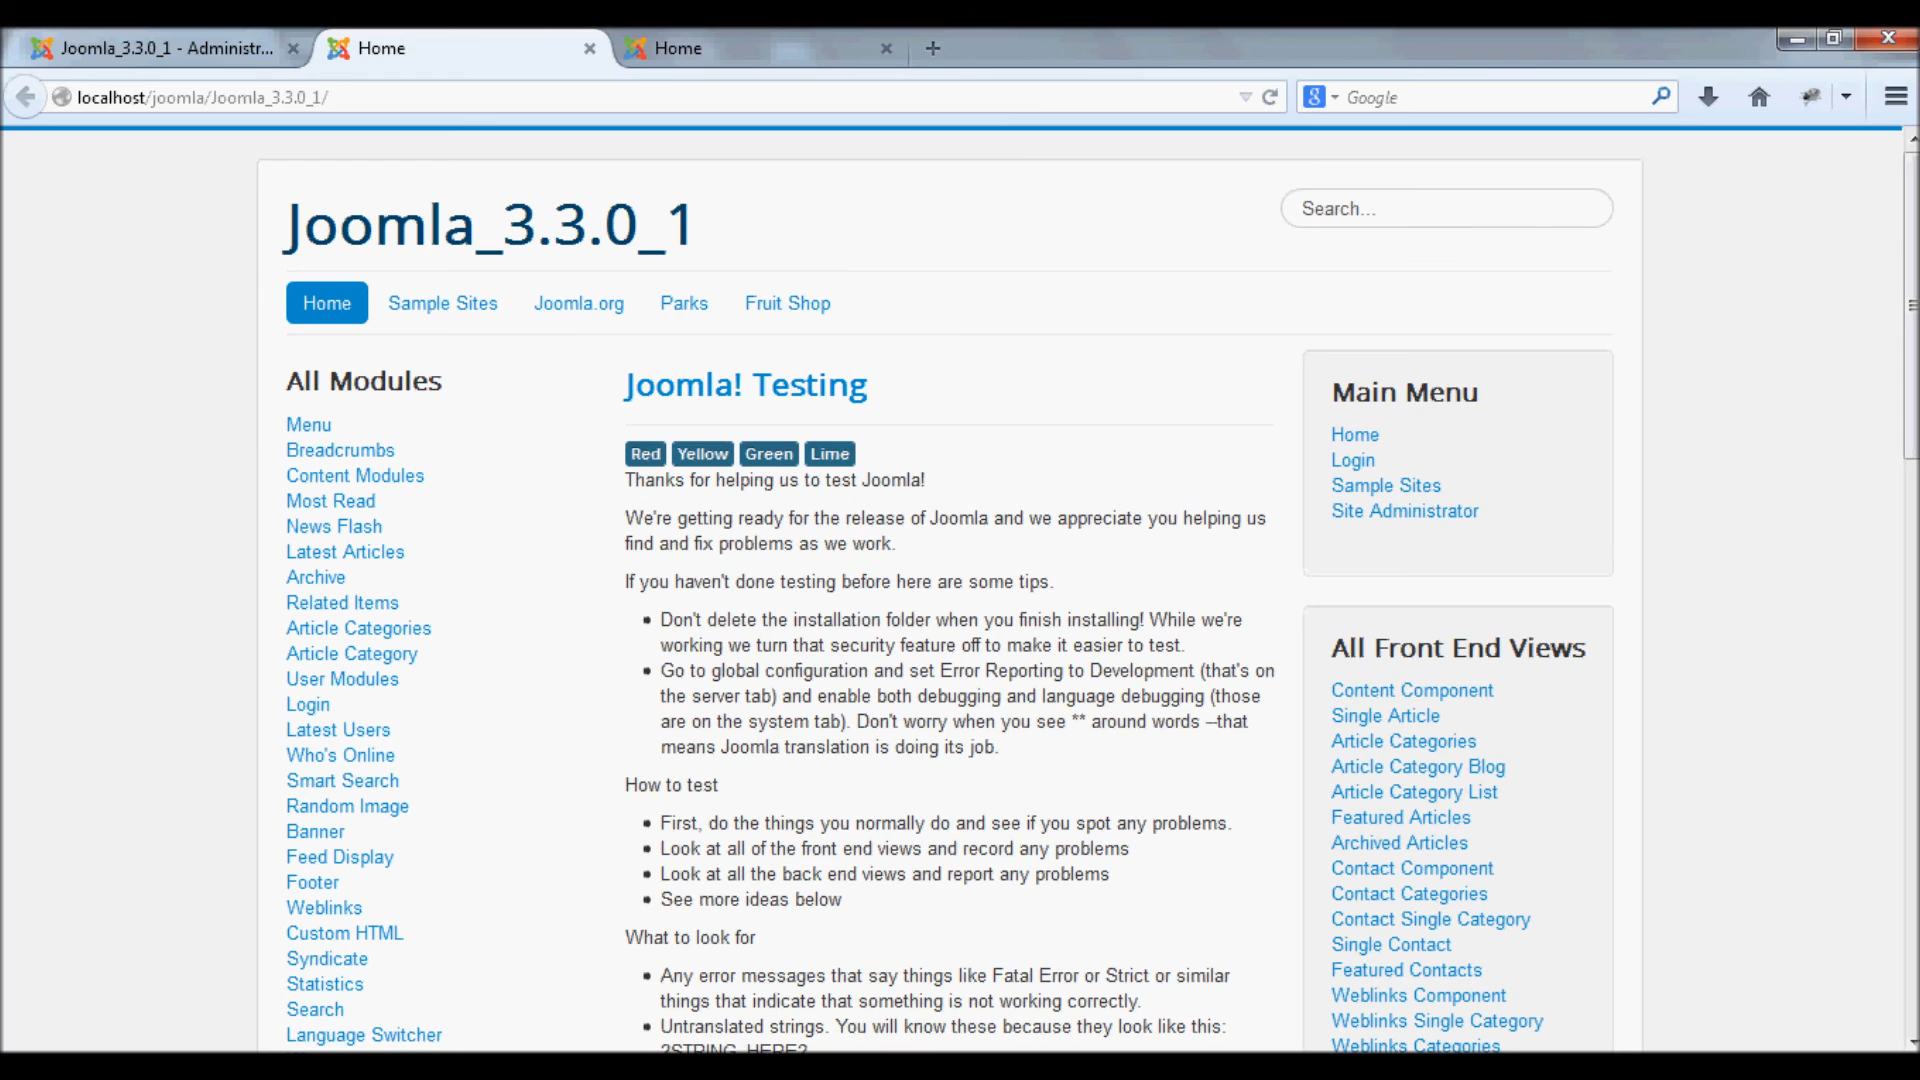 Joomla_3.3.0_1 - Administr...
Home
Home
localhost/joomla/Joomla_3.3.0_1/
Google
Joomla_3.3.0_1
Search...
Home
Sample Sites
Joomla.org
Parks
Fruit Shop
All Modules
Menu
Breadcrumbs
Content Modules
Most Read
News Flash
Latest Articles
Archive
Related Items
Article Categories
Article Category
User Modules
Login
Latest Users
Who's Online
Smart Search
Random Image
Banner
Feed Display
Footer
Weblinks
Custom HTML
Syndicate
Statistics
Search
Language Switcher
Joomla! Testing
Red Yellow Green Lime
Thanks for helping us to test Joomla!
We're getting ready for the release of Joomla and we appreciate you helping us
find and fix problems as we work.
If you haven't done testing before here are some tips.
Don't delete the installation folder when you finish installing! While we're
working we turn that security feature off to make it easier to test.
Go to global configuration and set Error Reporting to Development (that's on
the server tab) and enable both debugging and language debugging (those
are on the system tab). Don't worry when you see ** around words --that
means Joomla translation is doing its job.
How to test
First, do the things you normally do and see if you spot any problems.
Look at all of the front end views and record any problems
Look at all the back end views and report any problems
See more ideas below
What to look for
Any error messages that say things like Fatal Error or Strict or similar
things that indicate that something is not working correctly.
Untranslated strings. You will know these because they look like this:
?STRING_HERE?
Main Menu
Home
Login
Sample Sites
Site Administrator
All Front End Views
Content Component
Single Article
Article Categories
Article Category Blog
Article Category List
Featured Articles
Archived Articles
Contact Component
Contact Categories
Contact Single Category
Single Contact
Featured Contacts
Weblinks Component
Weblinks Single Category
Weblinks Categories